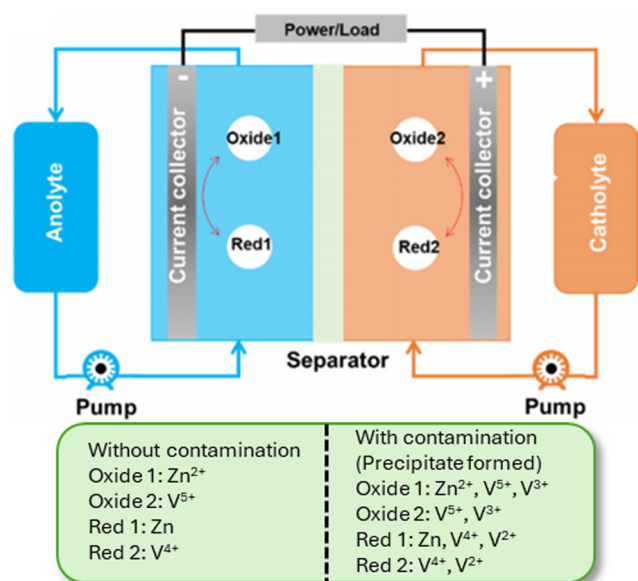 Power/Load
-
+
Anolyte
Current collector
Oxide1
Red1
Oxide2
Red2
Current collector
Catholyte
Separator
Pump
Pump
Without contamination
Oxide 1: Zn²⁺
Oxide 2: V⁵⁺
Red 1: Zn
Red 2: V⁴⁺
With contamination
(Precipitate formed)
Oxide 1: Zn²⁺, V⁵⁺, V³⁺
Oxide 2: V⁵⁺, V³⁺
Red 1: Zn, V⁴⁺, V²⁺
Red 2: V⁴⁺, V²⁺